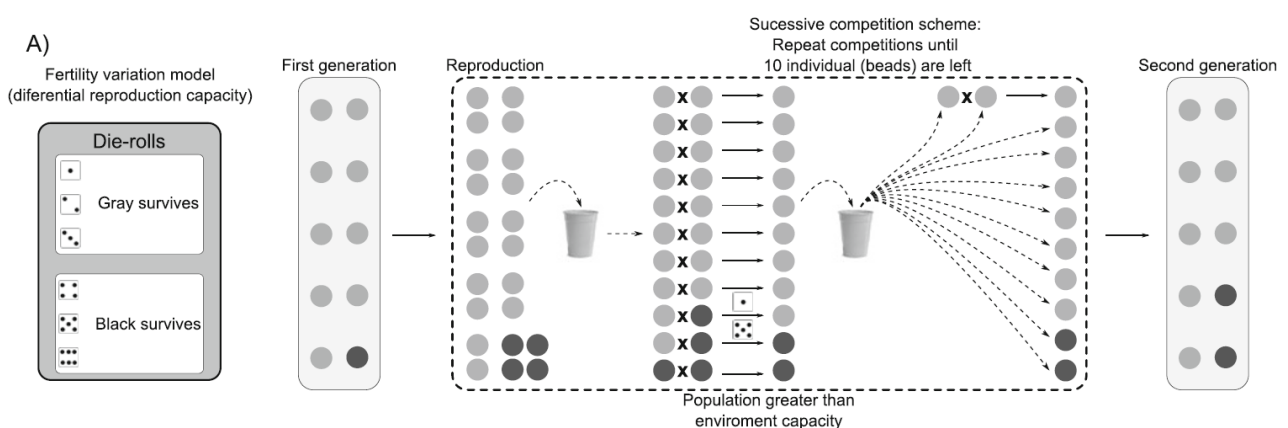 A)
Fertility variation model
(diferential reproduction capacity)
Die-rolls
Gray survives
Black survives
First generation
Reproduction
Sucessive competition scheme:
Repeat competitions until
10 individual (beads) are left
x x
x
x
x
x
x
x
x
x
x
x
Population greater than
enviroment capacity
Second generation